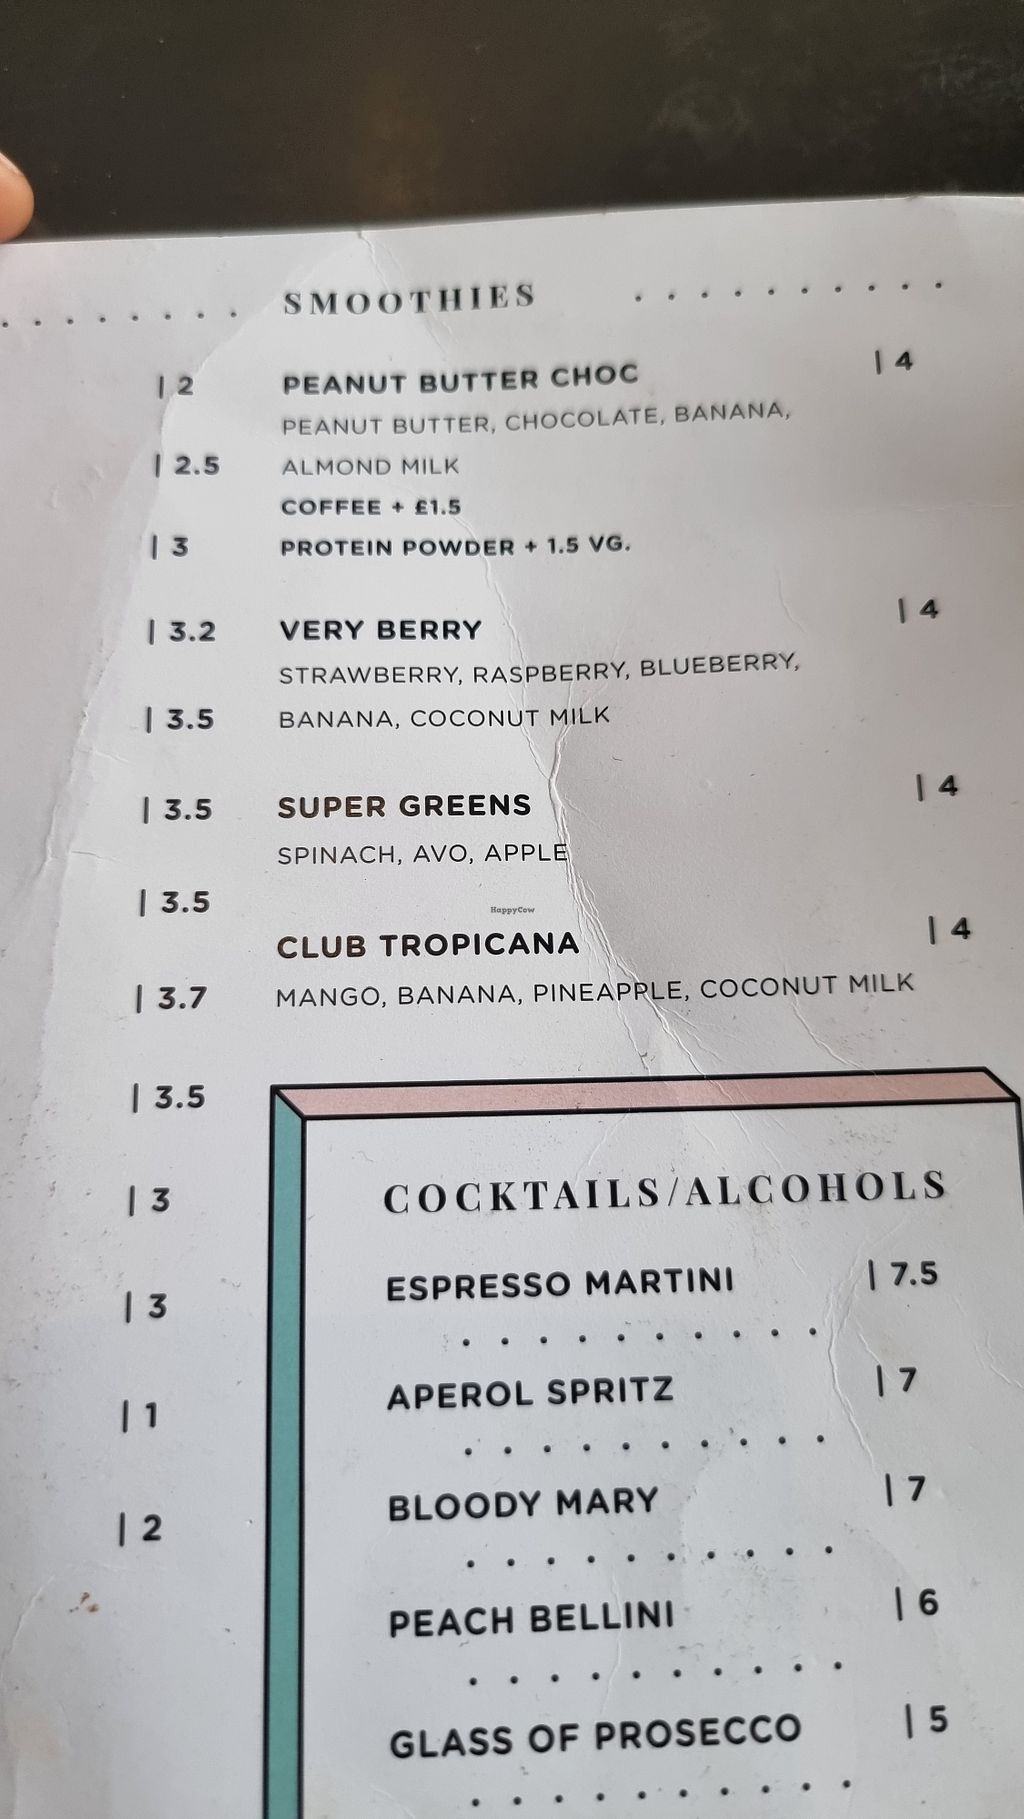 SMOOTHIES
| 2
PEANUT BUTTER CHOC | 4
PEANUT BUTTER, CHOCOLATE, BANANA,
| 2.5
ALMOND MILK
COFFEE + £1.5
| 3
PROTEIN POWDER + 1.5 VG.
| 3.2
VERY BERRY | 4
STRAWBERRY, RASPBERRY, BLUEBERRY,
| 3.5
BANANA, COCONUT MILK
| 3.5
SUPER GREENS | 4
SPINACH, AVO, APPLE
| 3.5
HappyCow
CLUB TROPICANA | 4
| 3.7
MANGO, BANANA, PINEAPPLE, COCONUT MILK
| 3.5
| 3
| 3
| 1
| 2
COCKTAILS/ALCOHOLS
ESPRESSO MARTINI | 7.5
APEROL SPRITZ | 7
BLOODY MARY | 7
PEACH BELLINI | 6
GLASS OF PROSECCO | 5